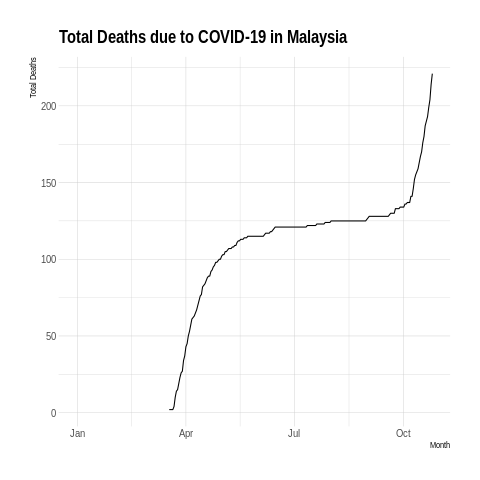 Total Deaths due to COVID-19 in Malaysia
Total Deaths
200
150
100
50
0
Jan Apr Jul Oct
Month